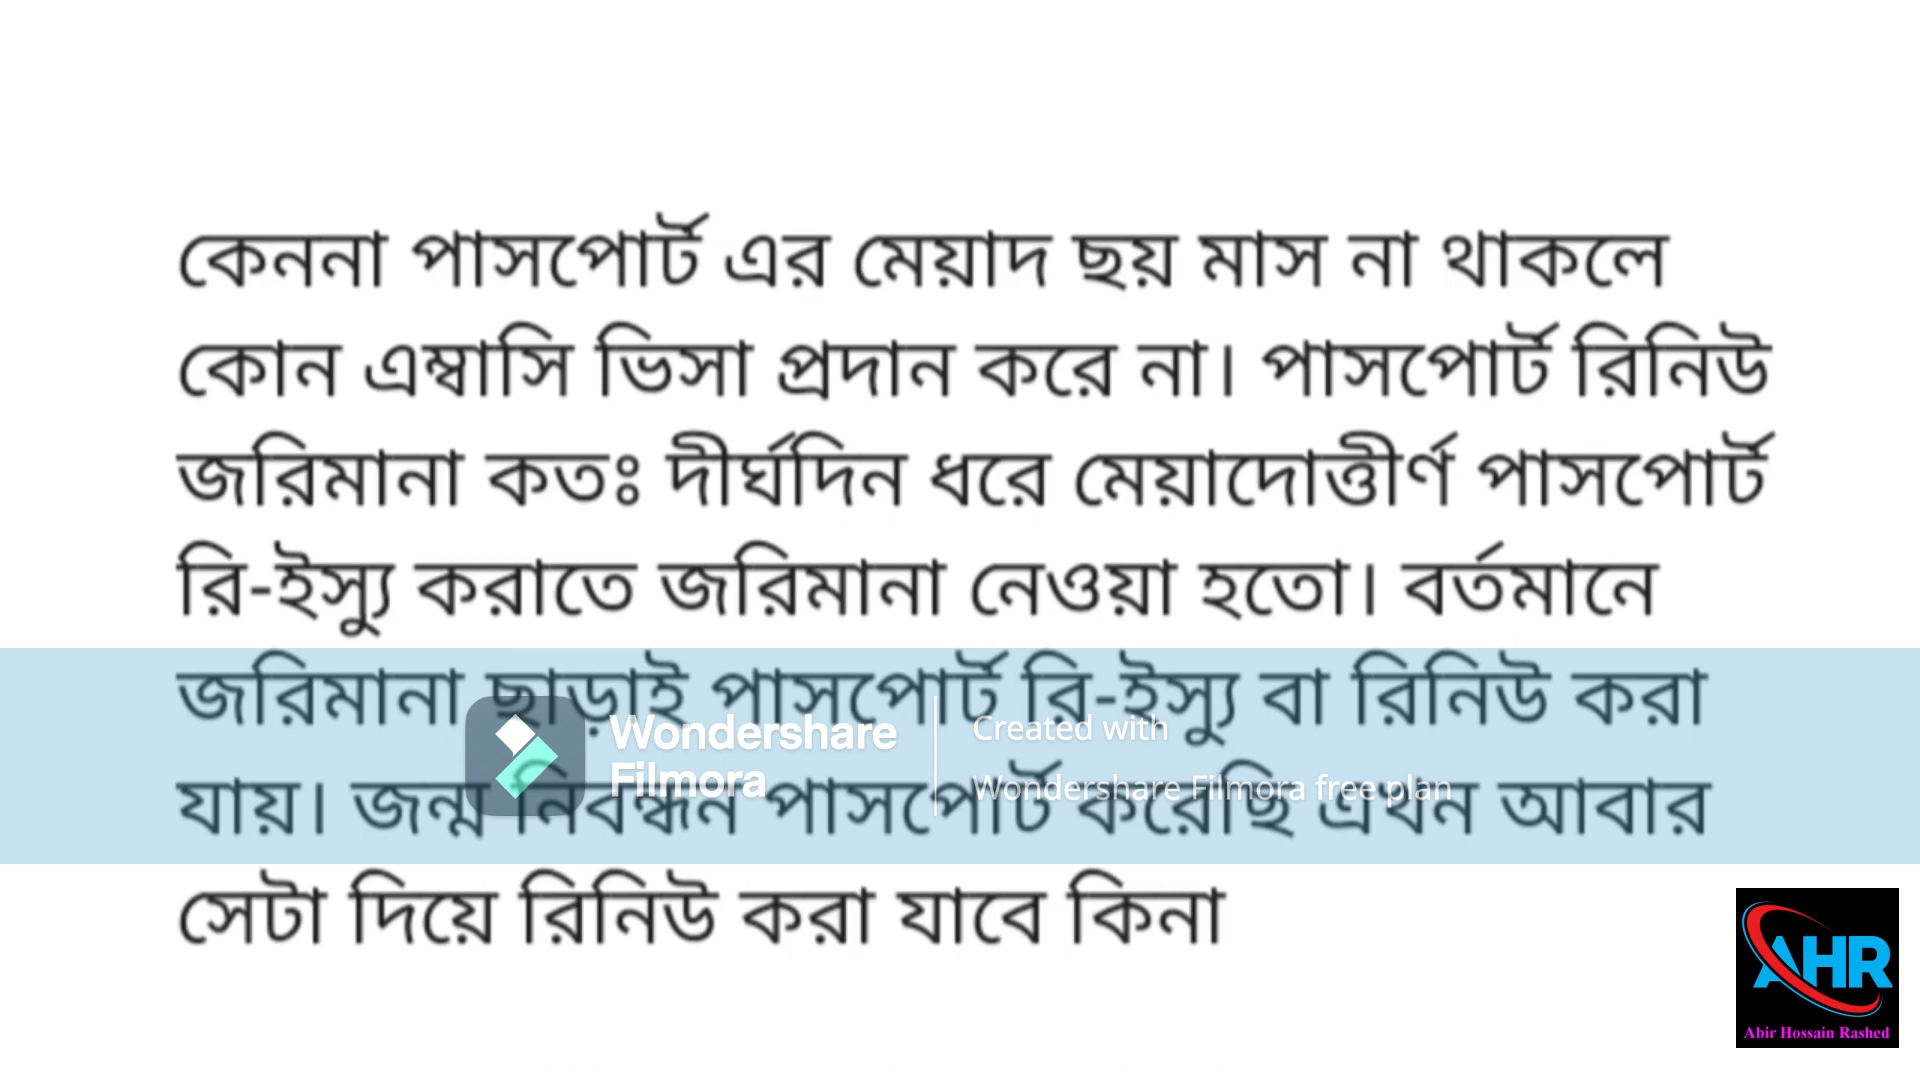 কেননা পাসপোর্ট এর মেয়াদ ছয় মাস না থাকলে
কোন এম্বাসি ভিসা প্রদান করে না। পাসপোর্ট রিনিউ
জরিমানা কতঃ দীর্ঘদিন ধরে মেয়াদোত্তীর্ণ পাসপোর্ট
রি-ইস্যু করাতে জরিমানা নেওয়া হতো। বর্তমানে
জরিমানা ছাড়াই পাসপোর্ট রি-ইস্যু বা রিনিউ করা
যায়। জন্ম নিবন্ধন পাসপোর্ট করেছি এখন আবার
সেটা দিয়ে রিনিউ করা যাবে কিনা
Wondershare
Filmora
Created with
Wondershare Filmora free plan
AHR
Abir Hossain Rashed